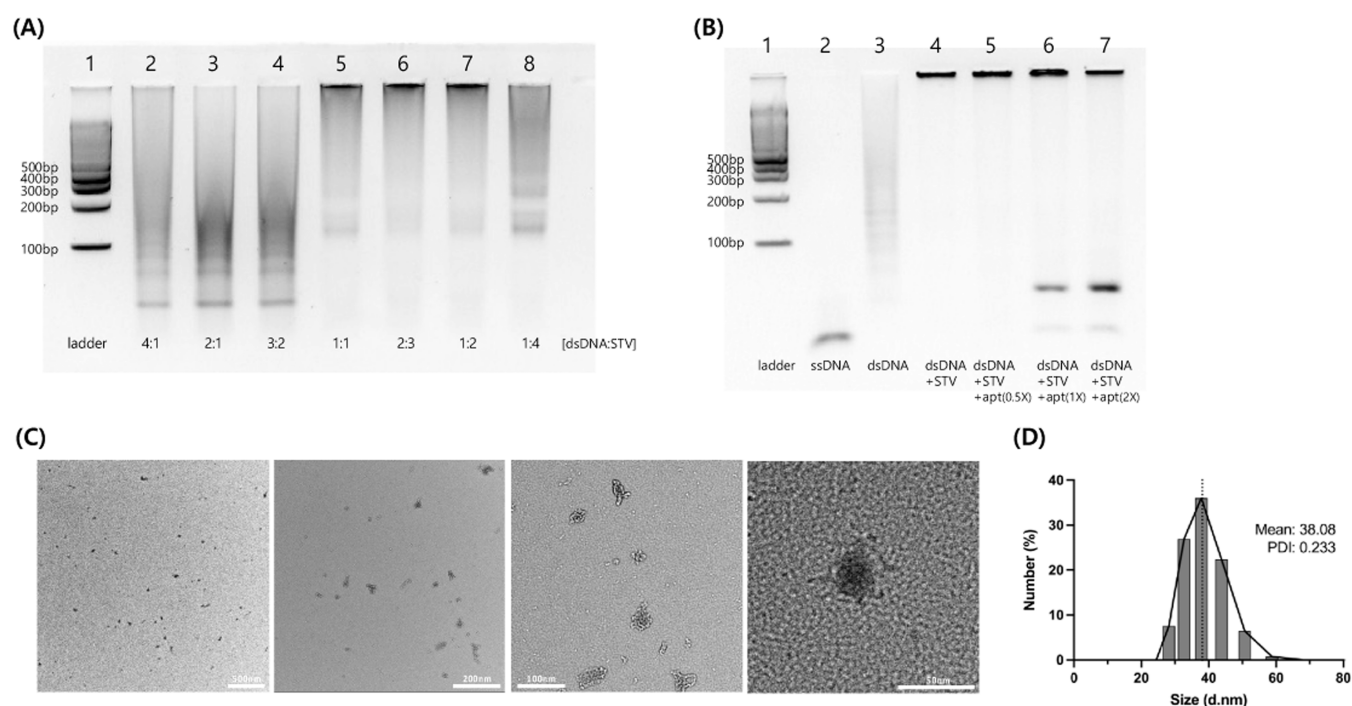 (A)
1 2 3 4 5 6 7 8
500bp
400bp
300bp
200bp
100bp
ladder 4:1 2:1 3:2 1:1 2:3 1:2 1:4 [dsDNA:STV]
(B)
1 2 3 4 5 6 7
500bp
400bp
300bp
200bp
100bp
ladder ssDNA dsDNA dsDNA dsDNA dsDNA dsDNA
+STV +STV +STV +STV
+apt(0.5X) +apt(1X) +apt(2X)
(C)
500nm
200nm
100nm
50nm
(D)
40
30
20
10
0
Number (%)
Mean: 38.08
PDI: 0.233
0 20 40 60 80
Size (d.nm)